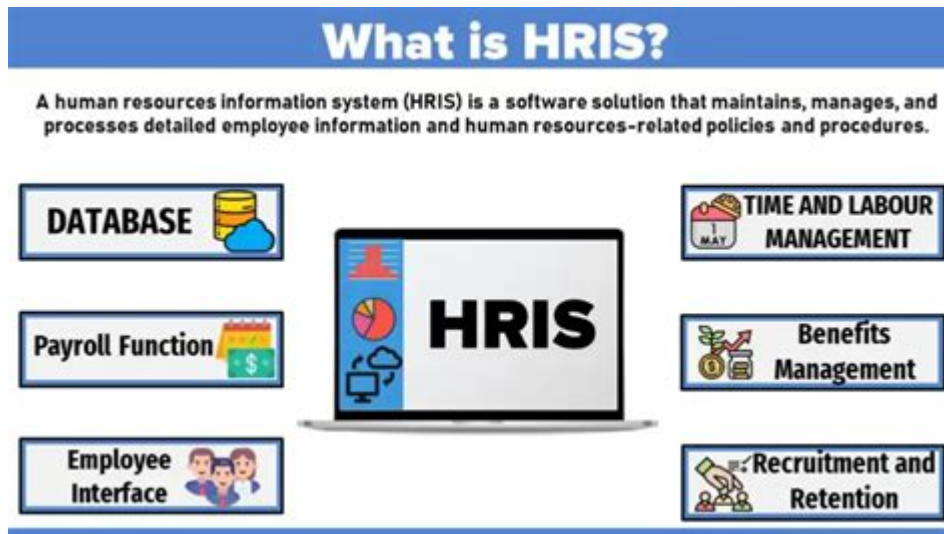 What is HRIS?
A human resources information system (HRIS) is a software solution that maintains, manages, and
processes detailed employee information and human resources-related policies and procedures.
DATABASE
Payroll Function
$
Employee
Interface
HRIS
1
MAY
TIME AND LABOUR
MANAGEMENT
$
Benefits
Management
Recruitment and
Retention